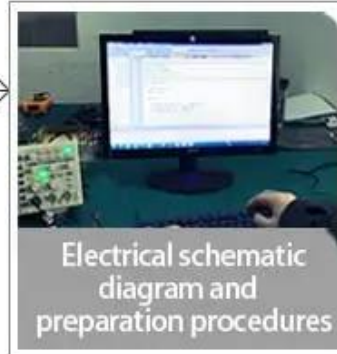 Electrical schematic
diagram and
preparation procedures